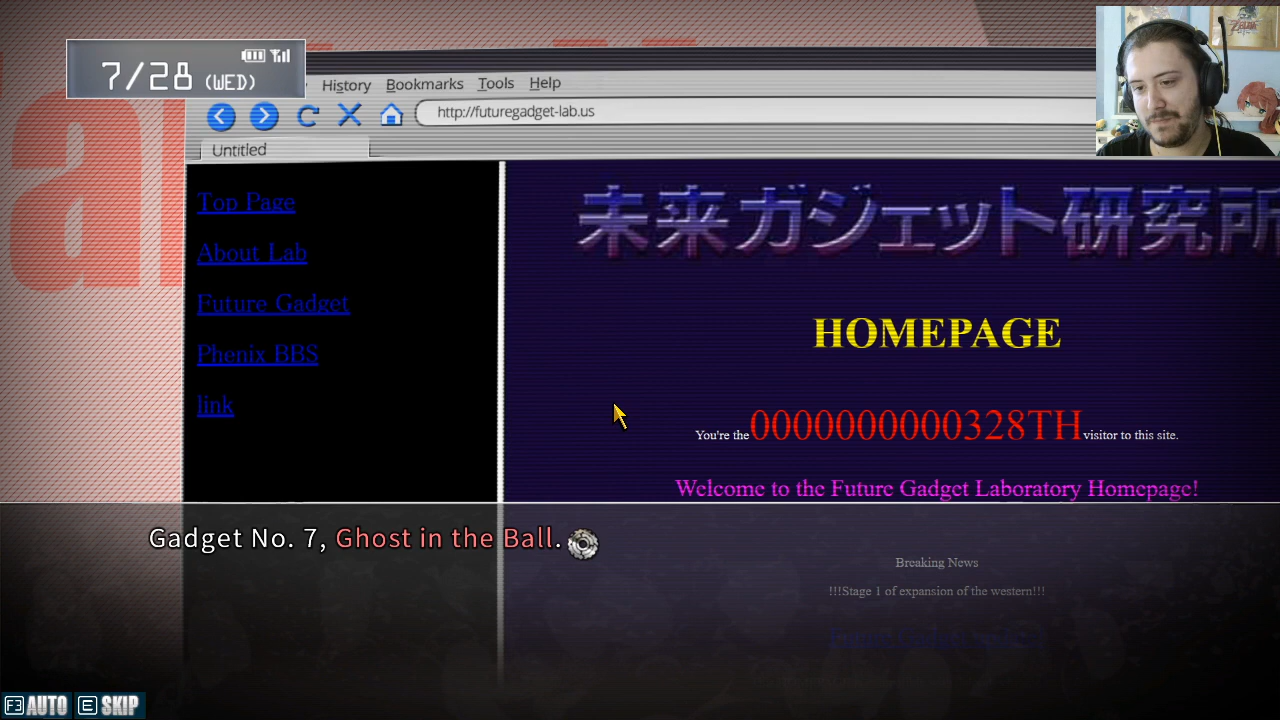 7/28 (WED)
History Bookmarks Tools Help
http://futuregadget-lab.us
Untitled
Top Page
About Lab
Future Gadget
Phenix BBS
link
未来ガジェット研究所
HOMEPAGE
You're the 0000000000328TH visitor to this site.
Welcome to the Future Gadget Laboratory Homepage!
Gadget No. 7, Ghost in the Ball.
Breaking News
!!!Stage 1 of expansion of the western!!!
F3 AUTO E SKIP